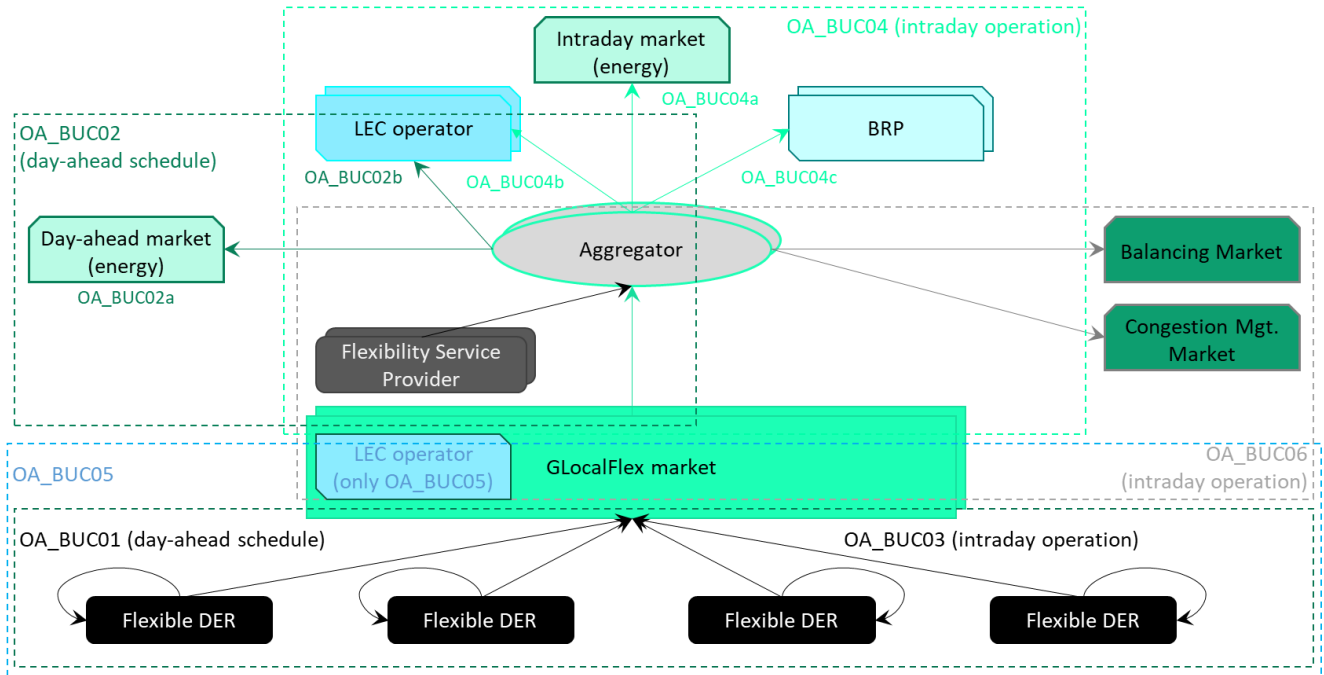 OA_BUC04 (intraday operation)
Intraday market
(energy)
OA_BUC04a
LEC operator
BRP
OA_BUC02
(day-ahead schedule)
OA_BUC02b
OA_BUC04b
OA_BUC04c
Day-ahead market
(energy)
OA_BUC02a
Aggregator
Balancing Market
Congestion Mgt.
Market
Flexibility Service
Provider
OA_BUC05
LEC operator
(only OA_BUC05)
GLocalFlex market
OA_BUC06
(intraday operation)
OA_BUC01 (day-ahead schedule)
OA_BUC03 (intraday operation)
Flexible DER
Flexible DER
Flexible DER
Flexible DER